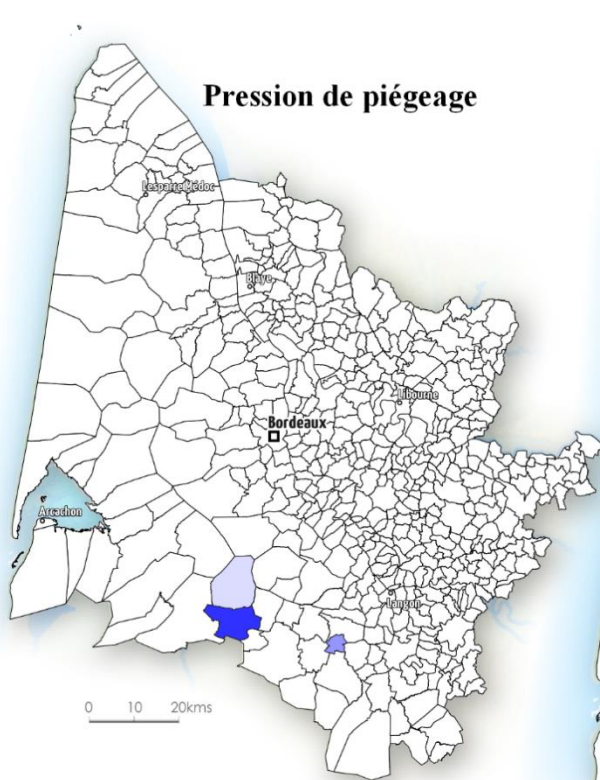 Pression de piégeage
Lesparre-Médoc
Blaye
Libourne
Bordeaux
Arcachon
Langon
0 10 20kms